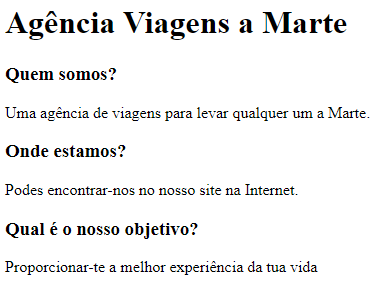 Agência Viagens a Marte
Quem somos?
Uma agência de viagens para levar qualquer um a Marte.
Onde estamos?
Podes encontrar-nos no nosso site na Internet.
Qual é o nosso objetivo?
Proporcionar-te a melhor experiência da tua vida